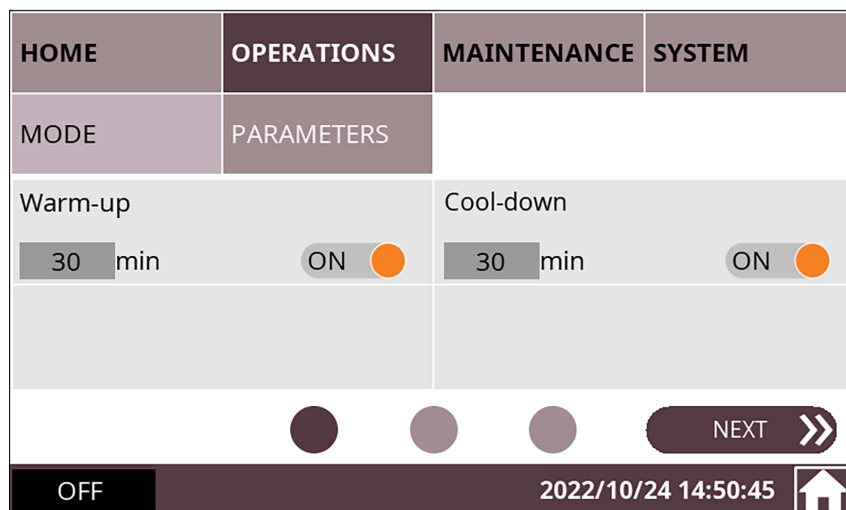 HOME OPERATIONS MAINTENANCE SYSTEM
MODE PARAMETERS
Warm-up Cool-down
30 min ON 30 min ON
NEXT
OFF 2022/10/24 14:50:45